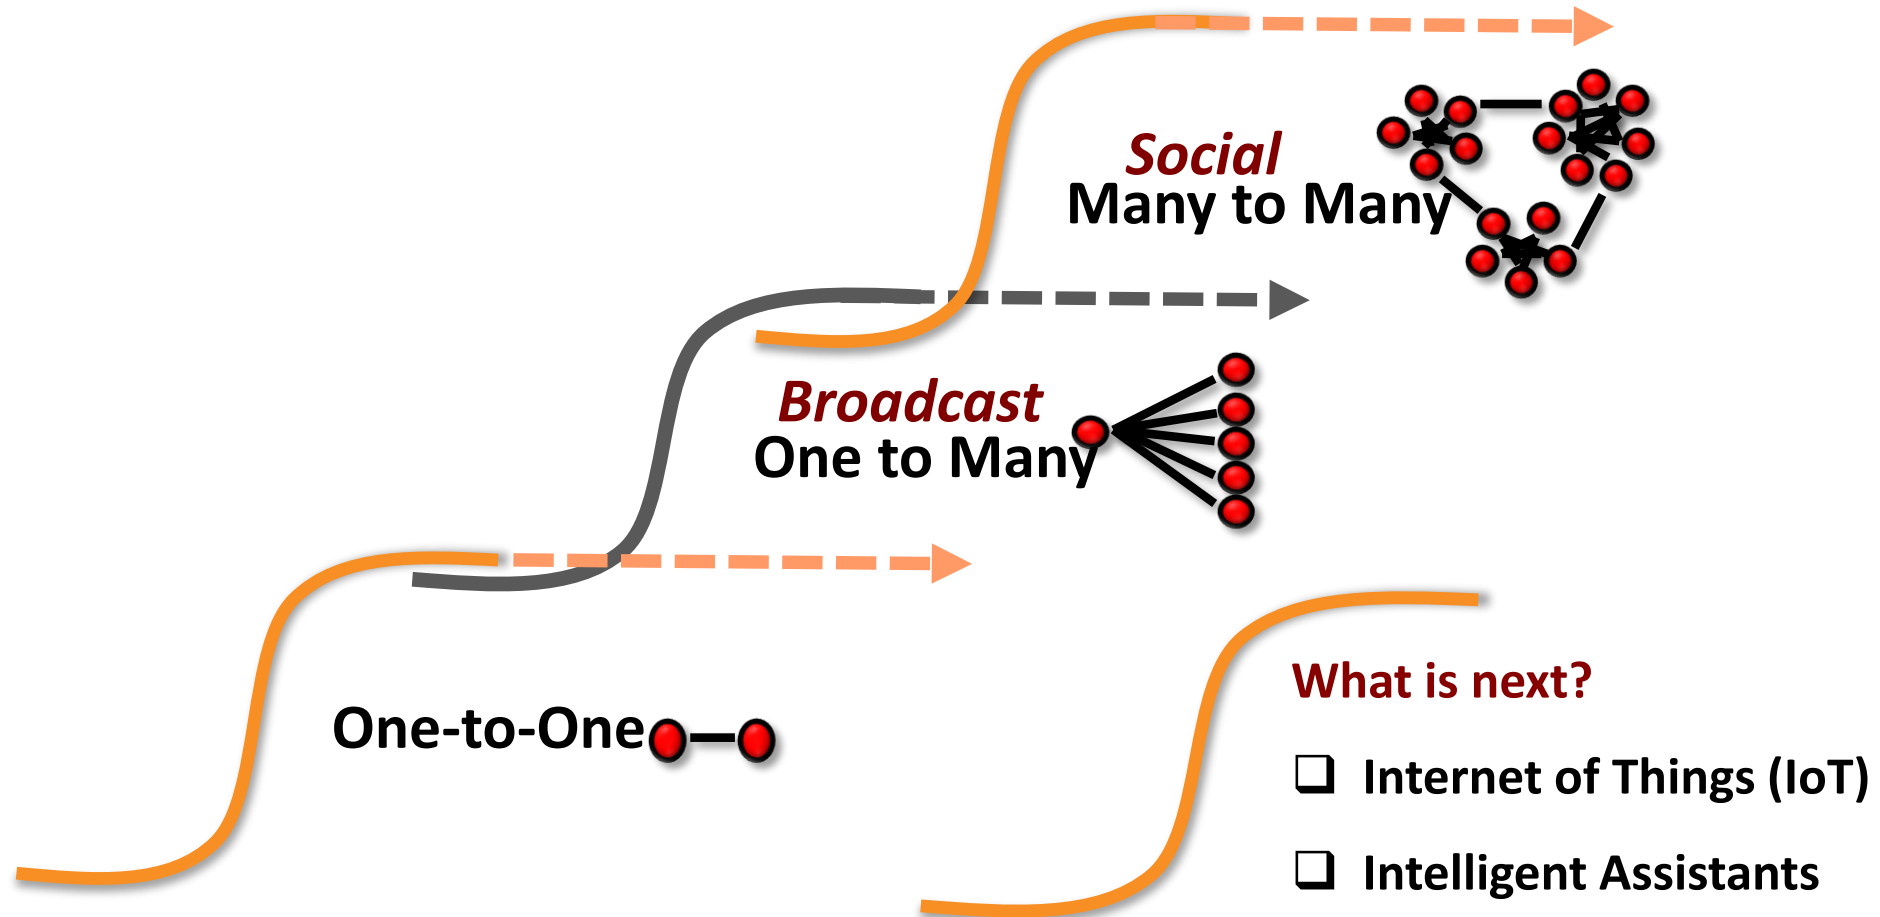 Social
Many to Many
Broadcast
One to Many
One-to-One
What is next?
❑ Internet of Things (IoT)
❑ Intelligent Assistants